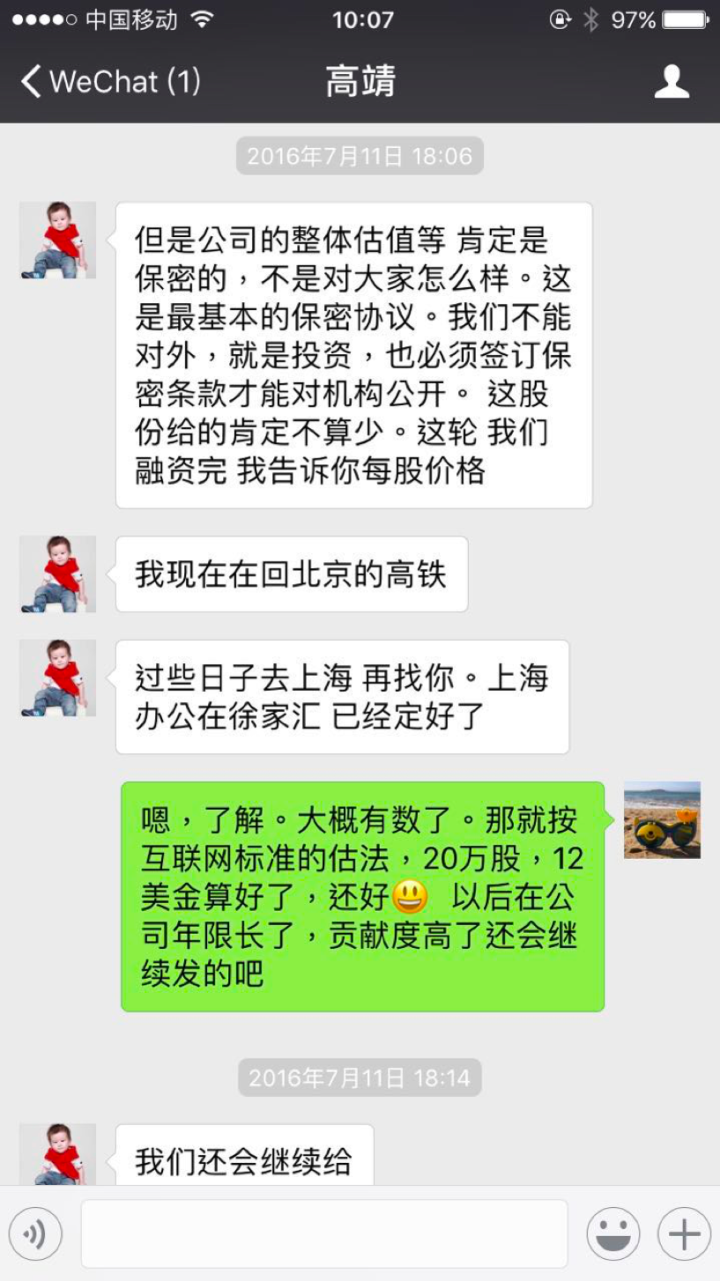 中国移动 10:07 97%
WeChat (1) 高靖
2016年7月11日 18:06
但是公司的整体估值等 肯定是
保密的，不是对大家怎么样。这
是最基本的保密协议。我们不能
对外，就是投资，也必须签订保
密条款才能对机构公开。 这股
份给的肯定不算少。这轮 我们
融资完 我告诉你每股价格
我现在在回北京的高铁
过些日子去上海 再找你。上海
办公在徐家汇 已经定好了
嗯，了解。大概有数了。那就按
互联网标准的估法，20万股，12
美金算好了，还好😃 以后在公
司年限长了，贡献度高了还会继
续发的吧
2016年7月11日 18:14
我们还会继续给